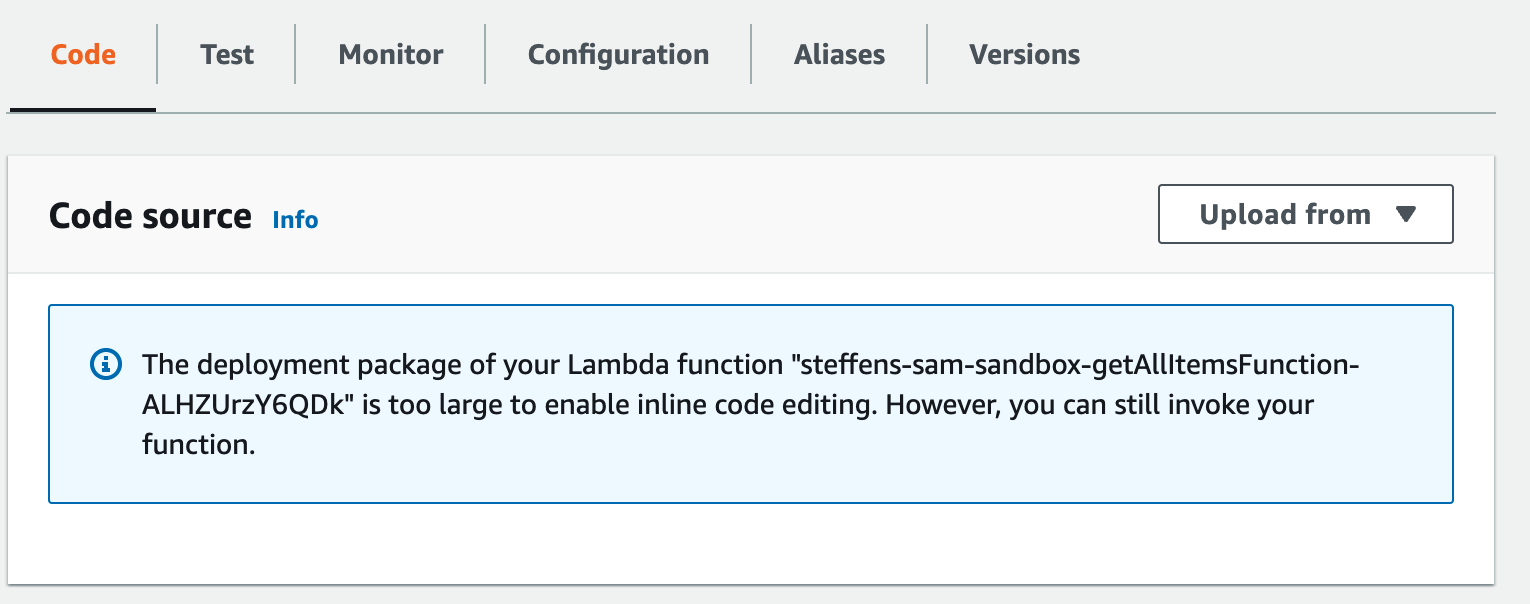 Code Test Monitor Configuration Aliases Versions
Code source Info Upload from
The deployment package of your Lambda function "steffens-sam-sandbox-getAllItemsFunction-
ALHZUrzY6QDk" is too large to enable inline code editing. However, you can still invoke your
function.